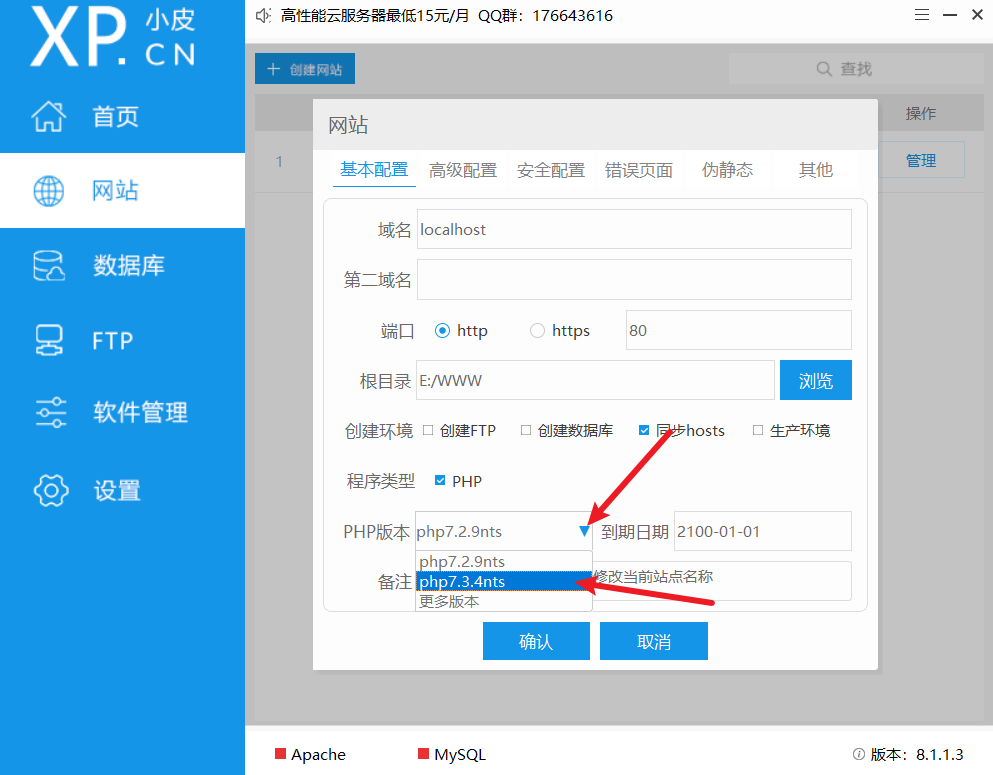 XP.CN 小皮
高性能云服务器最低15元/月 QQ群：176643616
首页
网站
数据库
FTP
软件管理
设置
创建网站
查找
操作
1
管理
网站
基本配置 高级配置 安全配置 错误页面 伪静态 其他
域名 localhost
第二域名
端口 http https 80
根目录 E:/WWW 浏览
创建环境 创建FTP 创建数据库 同步hosts 生产环境
程序类型 PHP
PHP版本 php7.2.9nts 到期日期 2100-01-01
php7.2.9nts
备注 php7.3.4nts 修改当前站点名称
更多版本
确认 取消
Apache MySQL 版本：8.1.1.3